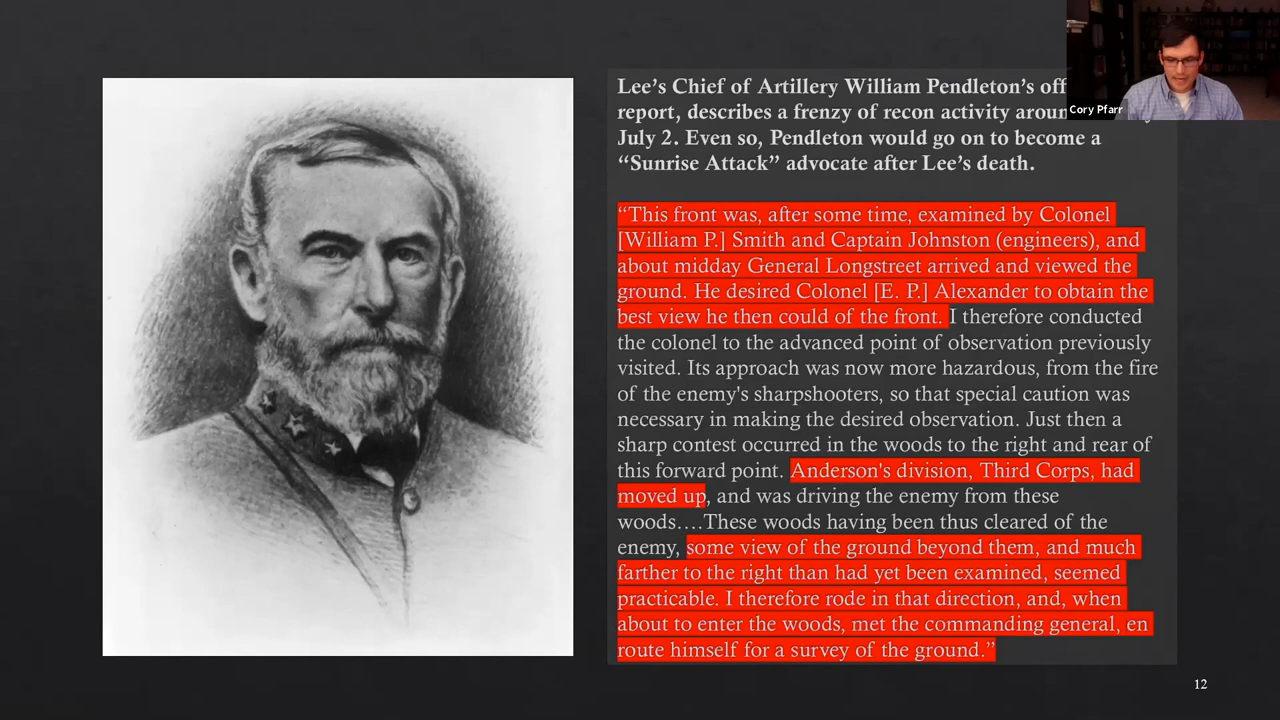 Lee's Chief of Artillery William Pendleton's
report, describes a frenzy of recon activity
July 2. Even so, Pendleton would go on to become a
“Sunrise Attack” advocate after Lee's death.
“This front was, after some time, examined by Colonel
[William P.] Smith and Captain Johnston (engineers), and
about midday General Longstreet arrived and viewed the
ground. He desired Colonel [E. P.] Alexander to obtain the
best view he then could of the front. I therefore conducted
the colonel to the advanced point of observation previously
visited. Its approach was now more hazardous, from the fire
of the enemy's sharpshooters, so that special caution was
necessary in making the desired observation. Just then a
sharp contest occurred in the woods to the right and rear of
this forward point. Anderson's division, Third Corps, had
moved up, and was driving the enemy from these
woods….These woods having been thus cleared of the
enemy, some view of the ground beyond them, and much
farther to the right than had yet been examined, seemed
practicable. I therefore rode in that direction, and, when
about to enter the woods, met the commanding general, en
route himself for a survey of the ground.”
Cory Pfarr
12